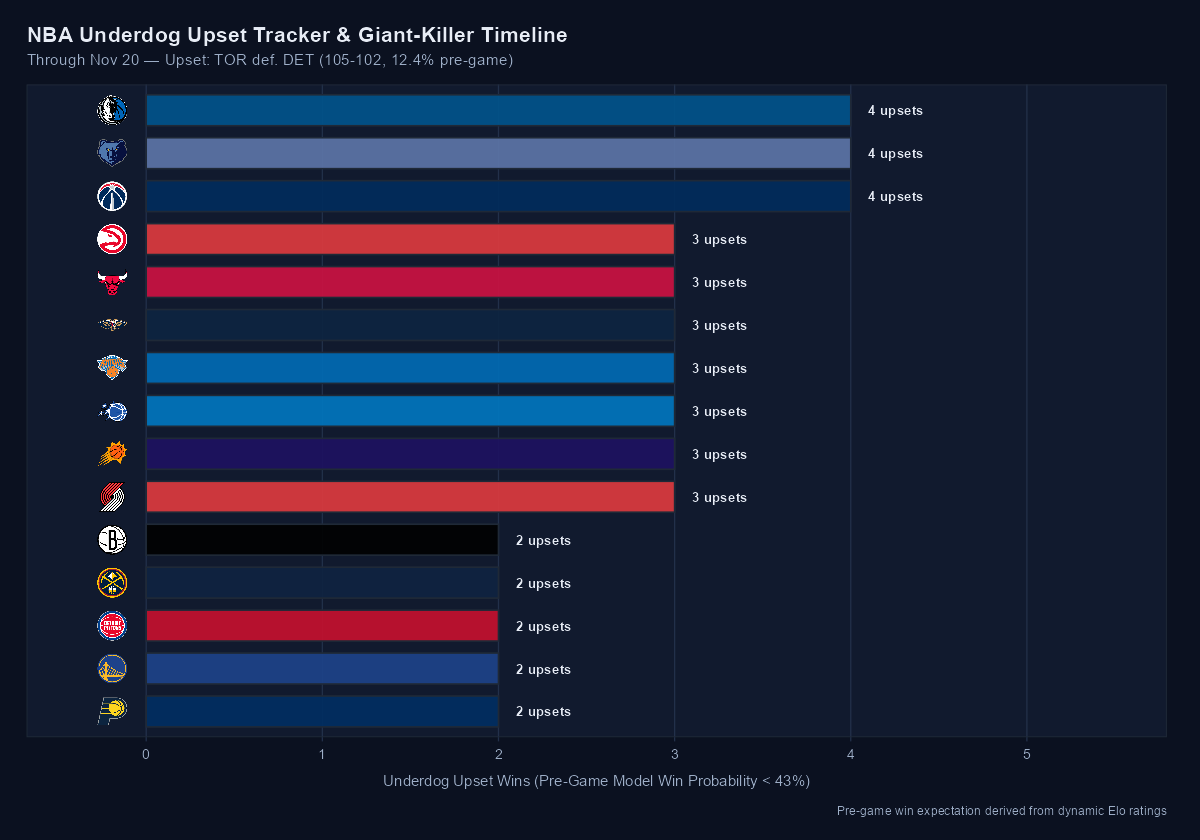 NBA Underdog Upset Tracker & Giant-Killer Timeline
Through Nov 20 — Upset: TOR def. DET (105-102, 12.4% pre-game)
4 upsets
4 upsets
4 upsets
3 upsets
3 upsets
3 upsets
3 upsets
3 upsets
3 upsets
3 upsets
B
2 upsets
2 upsets
2 upsets
2 upsets
2 upsets
0 1 2 3 4 5
Underdog Upset Wins (Pre-Game Model Win Probability < 43%)
Pre-game win expectation derived from dynamic Elo ratings